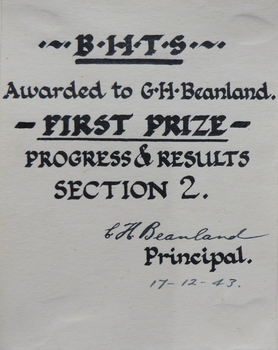 ~·~ B·H·T·S ~·~
Awarded to G·H·Beanland.
- FIRST PRIZE -
PROGRESS & RESULTS
SECTION 2.
E H Beanland
Principal.
17-12-43.